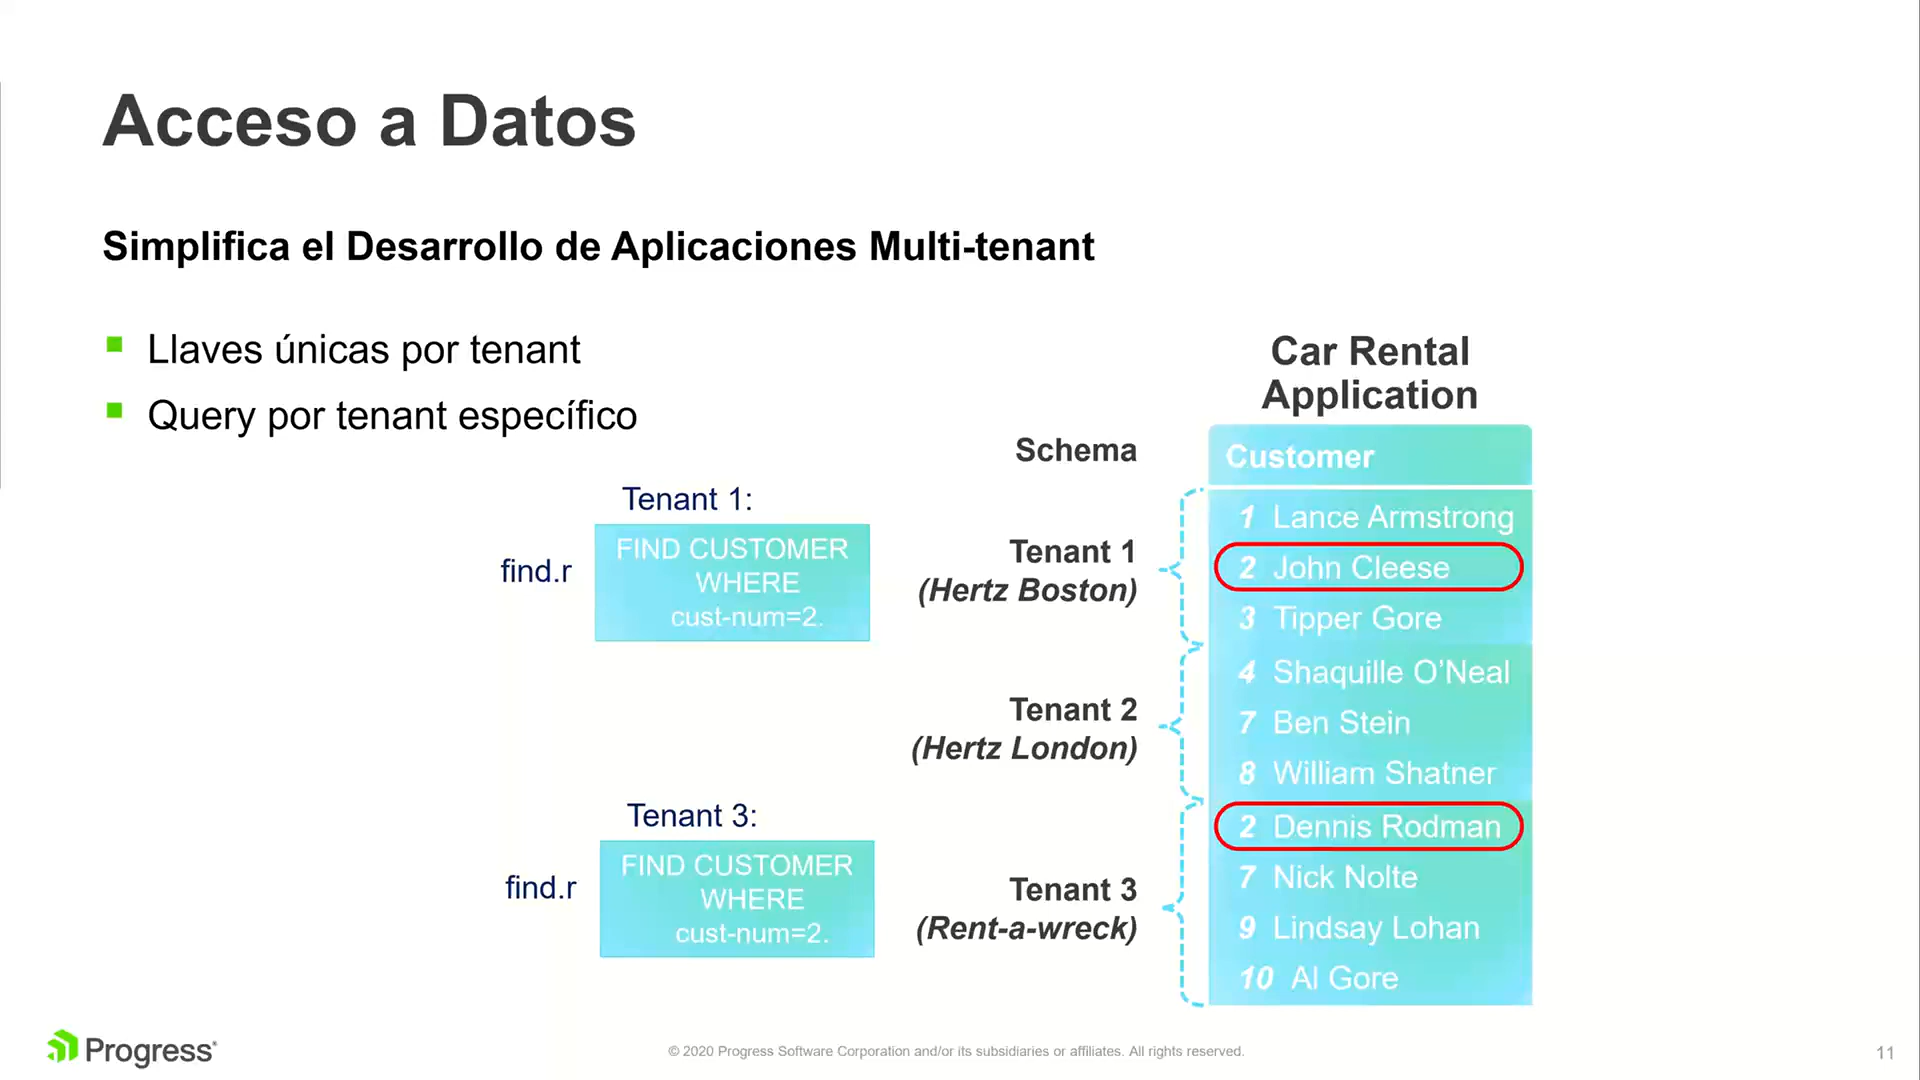 Acceso a Datos
Simplifica el Desarrollo de Aplicaciones Multi-tenant
Llaves únicas por tenant
Query por tenant específico
Tenant 1:
find.r
FIND CUSTOMER
WHERE
cust-num=2.
Tenant 3:
find.r
FIND CUSTOMER
WHERE
cust-num=2.
Schema
Tenant 1
(Hertz Boston)
Tenant 2
(Hertz London)
Tenant 3
(Rent-a-wreck)
Car Rental
Application
Customer
1 Lance Armstrong
2 John Cleese
3 Tipper Gore
4 Shaquille O’Neal
7 Ben Stein
8 William Shatner
2 Dennis Rodman
7 Nick Nolte
9 Lindsay Lohan
10 Al Gore
Progress®
© 2020 Progress Software Corporation and/or its subsidiaries or affiliates. All rights reserved.
11